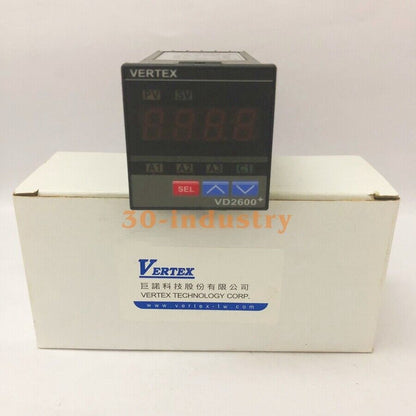 VERTEX
PV SV
A1 A2 A3 C1
SEL
VD2600+
30-Industry
VERTEX
巨諾科技股份有限公司
VERTEX TECHNOLOGY CORP.
www.vertex-tw.com